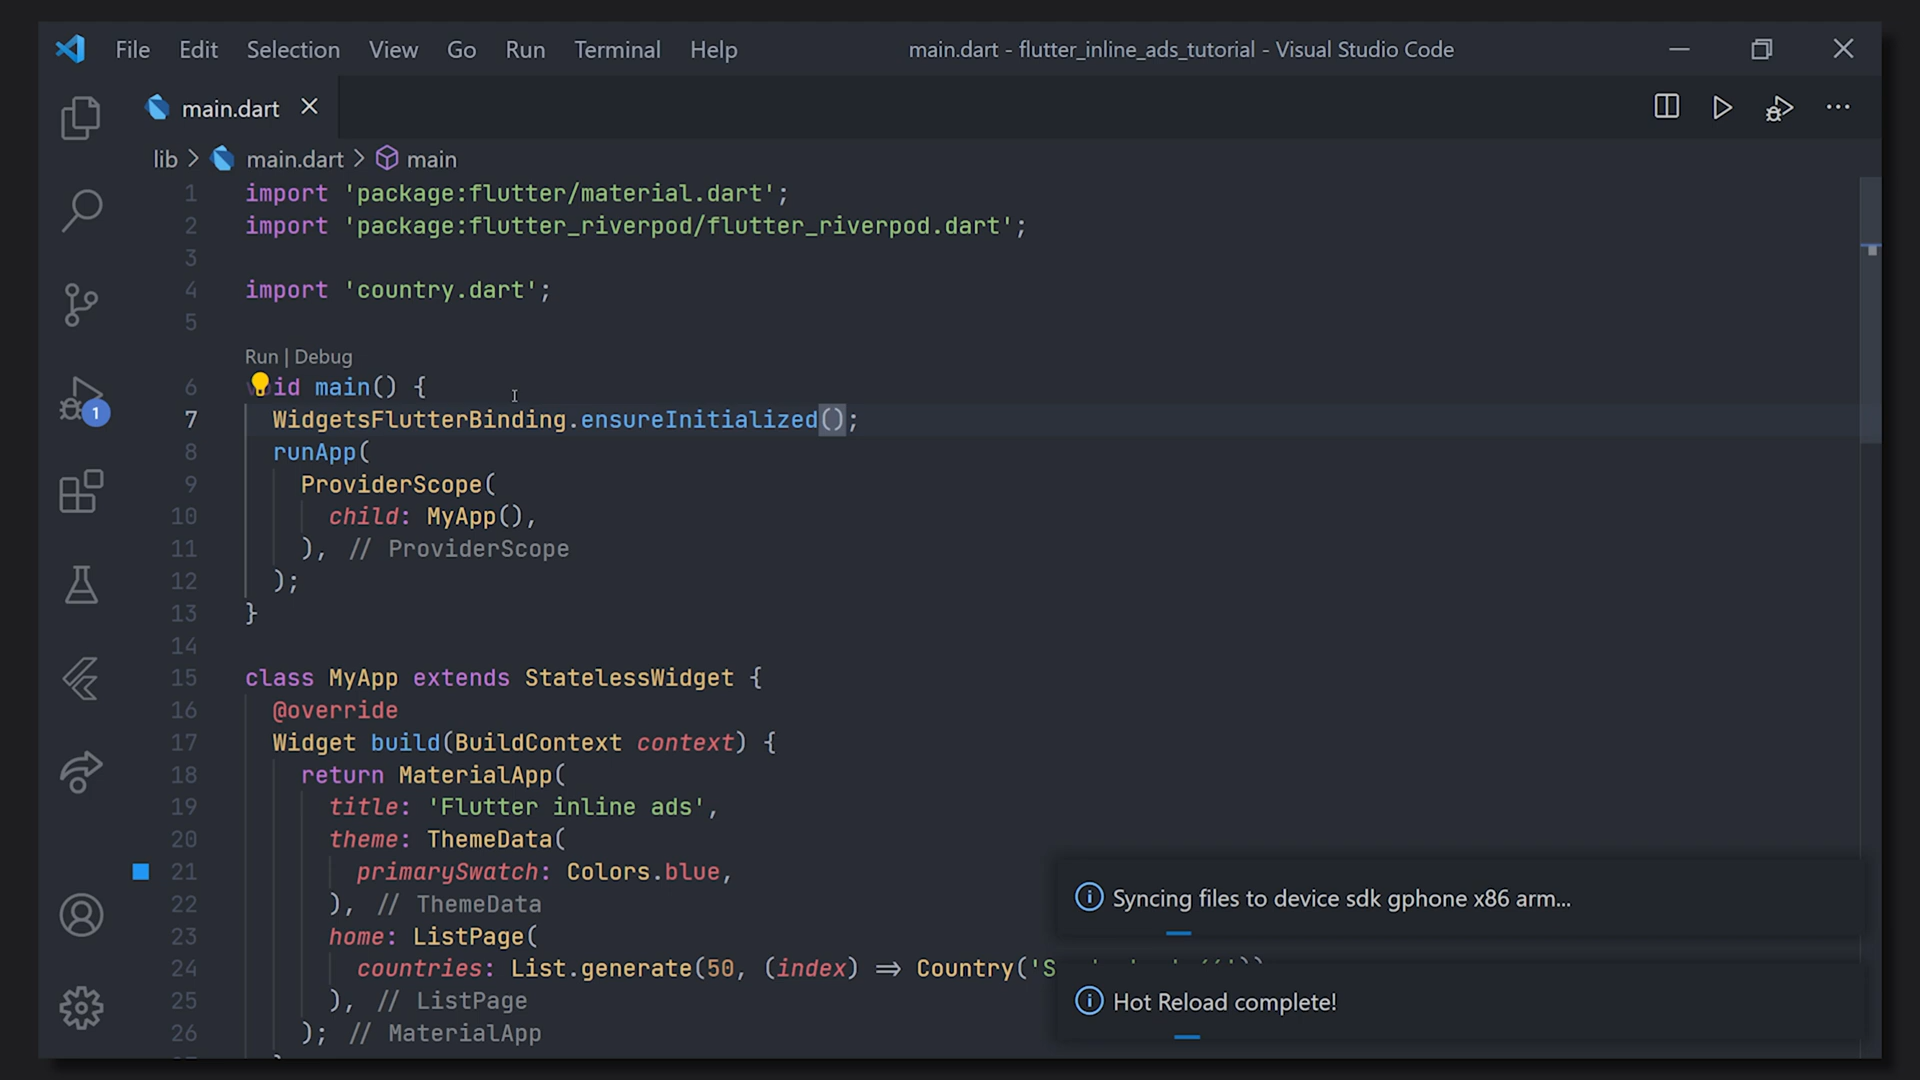 File Edit Selection View Go Run Terminal Help main.dart - flutter_inline_ads_tutorial - Visual Studio Code
main.dart
lib > main.dart > main
1 import 'package:flutter/material.dart';
2 import 'package:flutter_riverpod/flutter_riverpod.dart';
3
4 import 'country.dart';
5
Run | Debug
6 id main() {
7 WidgetsFlutterBinding.ensureInitialized();
8 runApp(
9 ProviderScope(
10 child: MyApp(),
11 ), // ProviderScope
12 );
13 }
14
15 class MyApp extends StatelessWidget {
16 @override
17 Widget build(BuildContext context) {
18 return MaterialApp(
19 title: 'Flutter inline ads',
20 theme: ThemeData(
21 primarySwatch: Colors.blue,
22 ), // ThemeData
23 home: ListPage(
24 countries: List.generate(50, (index) => Country('S
25 ), // ListPage
26 ); // MaterialApp
1
Syncing files to device sdk gphone x86 arm...
Hot Reload complete!